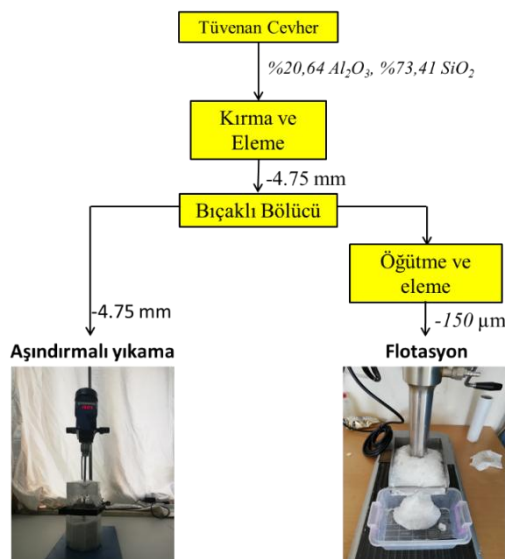 Tüvenan Cevher
%20,64 Al₂O₃, %73,41 SiO₂
Kırma ve
Eleme
-4.75 mm
Bıçaklı Bölücü
Öğütme ve
eleme
-4.75 mm
-150 µm
Aşındırmalı yıkama
Flotasyon